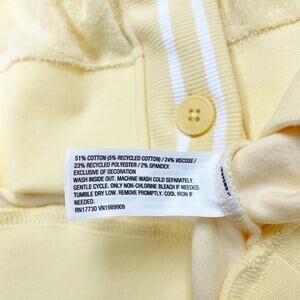 51% COTTON (5% RECYCLED COTTON) / 24% VISCOSE /
23% RECYCLED POLYESTER / 2% SPANDEX
EXCLUSIVE OF DECORATION
WASH INSIDE OUT. MACHINE WASH COLD SEPARATELY.
GENTLE CYCLE. ONLY NON-CHLORINE BLEACH IF NEEDED.
TUMBLE DRY LOW. REMOVE PROMPTLY. COOL IRON IF
NEEDED.
RN17730 VN1989909